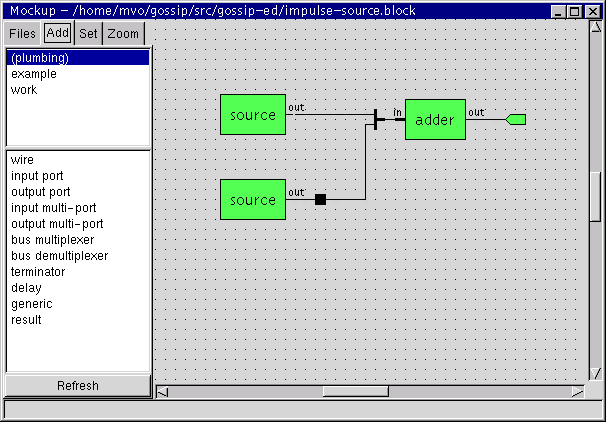 Mockup – /home/mvo/gossip/src/gossip-ed/impulse-source.block
Files Add Set Zoom
(plumbing)
example
work
wire
input port
output port
input multi-port
output multi-port
bus multiplexer
bus demultiplexer
terminator
delay
generic
result
Refresh
source out
in adder out
source out